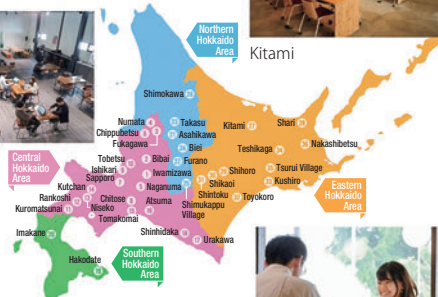 Northern
Hokkaido
Area
Kitami
Shimokawa
Numata
Chippubetsu
Fukagawa
Takasu
Asahikawa
Biei
Furano
Kitami
Shari
Teshikaga
Nakashibetsu
Tsurui Village
Kushiro
Central
Hokkaido
Area
Tobetsu
Ishikari
Sapporo
Bibai
Iwamizawa
Naganuma
Shihoro
Shikaoi
Shintoku
Shimukappu
Village
Toyokoro
Eastern
Hokkaido
Area
Kutchan
Rankoshi
Kuromatsunai
Niseko
Chitose
Tomakomai
Atsuma
Shinhidaka
Urakawa
Imakane
Hakodate
Southern
Hokkaido
Area